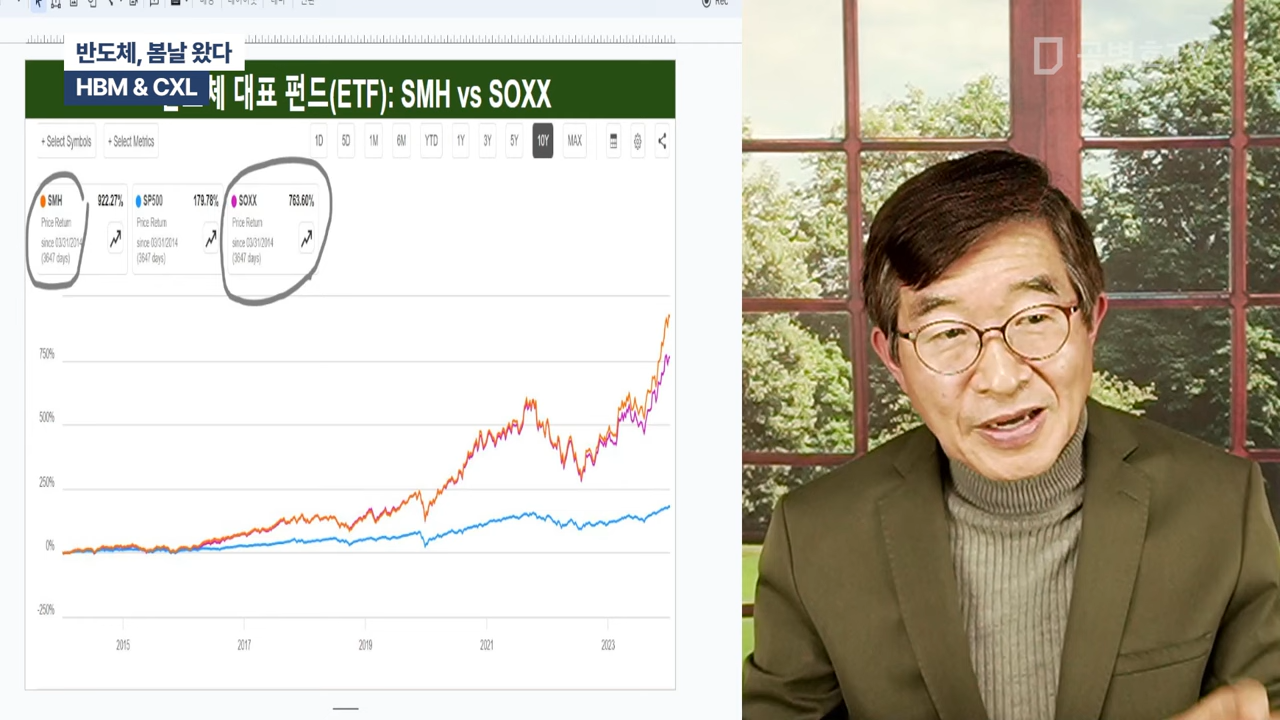 Rec
반도체, 봄날 왔다
HBM & CXL
대표 펀드(ETF): SMH vs SOXX
+ Select Symbols + Select Metrics 1D 5D 1M 6M YTD 1Y 3Y 5Y 10Y MAX
SMH 922.27% SP500 179.78% SOXX 763.60%
Price Return Price Return Price Return
since 03/31/2014 since 03/31/2014 since 03/31/2014
(3647 days) (3647 days) (3647 days)
750%
500%
250%
0%
-250%
2015 2017 2019 2021 2023